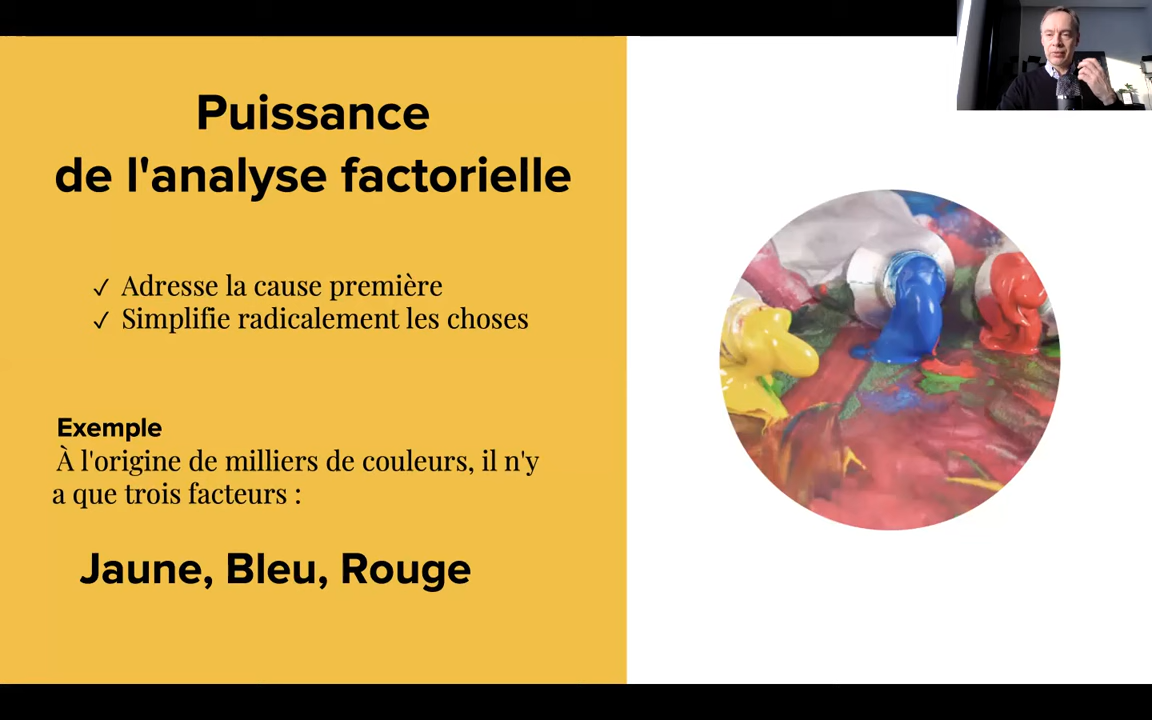 Puissance
de l'analyse factorielle
✓ Adresse la cause première
✓ Simplifie radicalement les choses
Exemple
À l'origine de milliers de couleurs, il n'y
a que trois facteurs :
Jaune, Bleu, Rouge